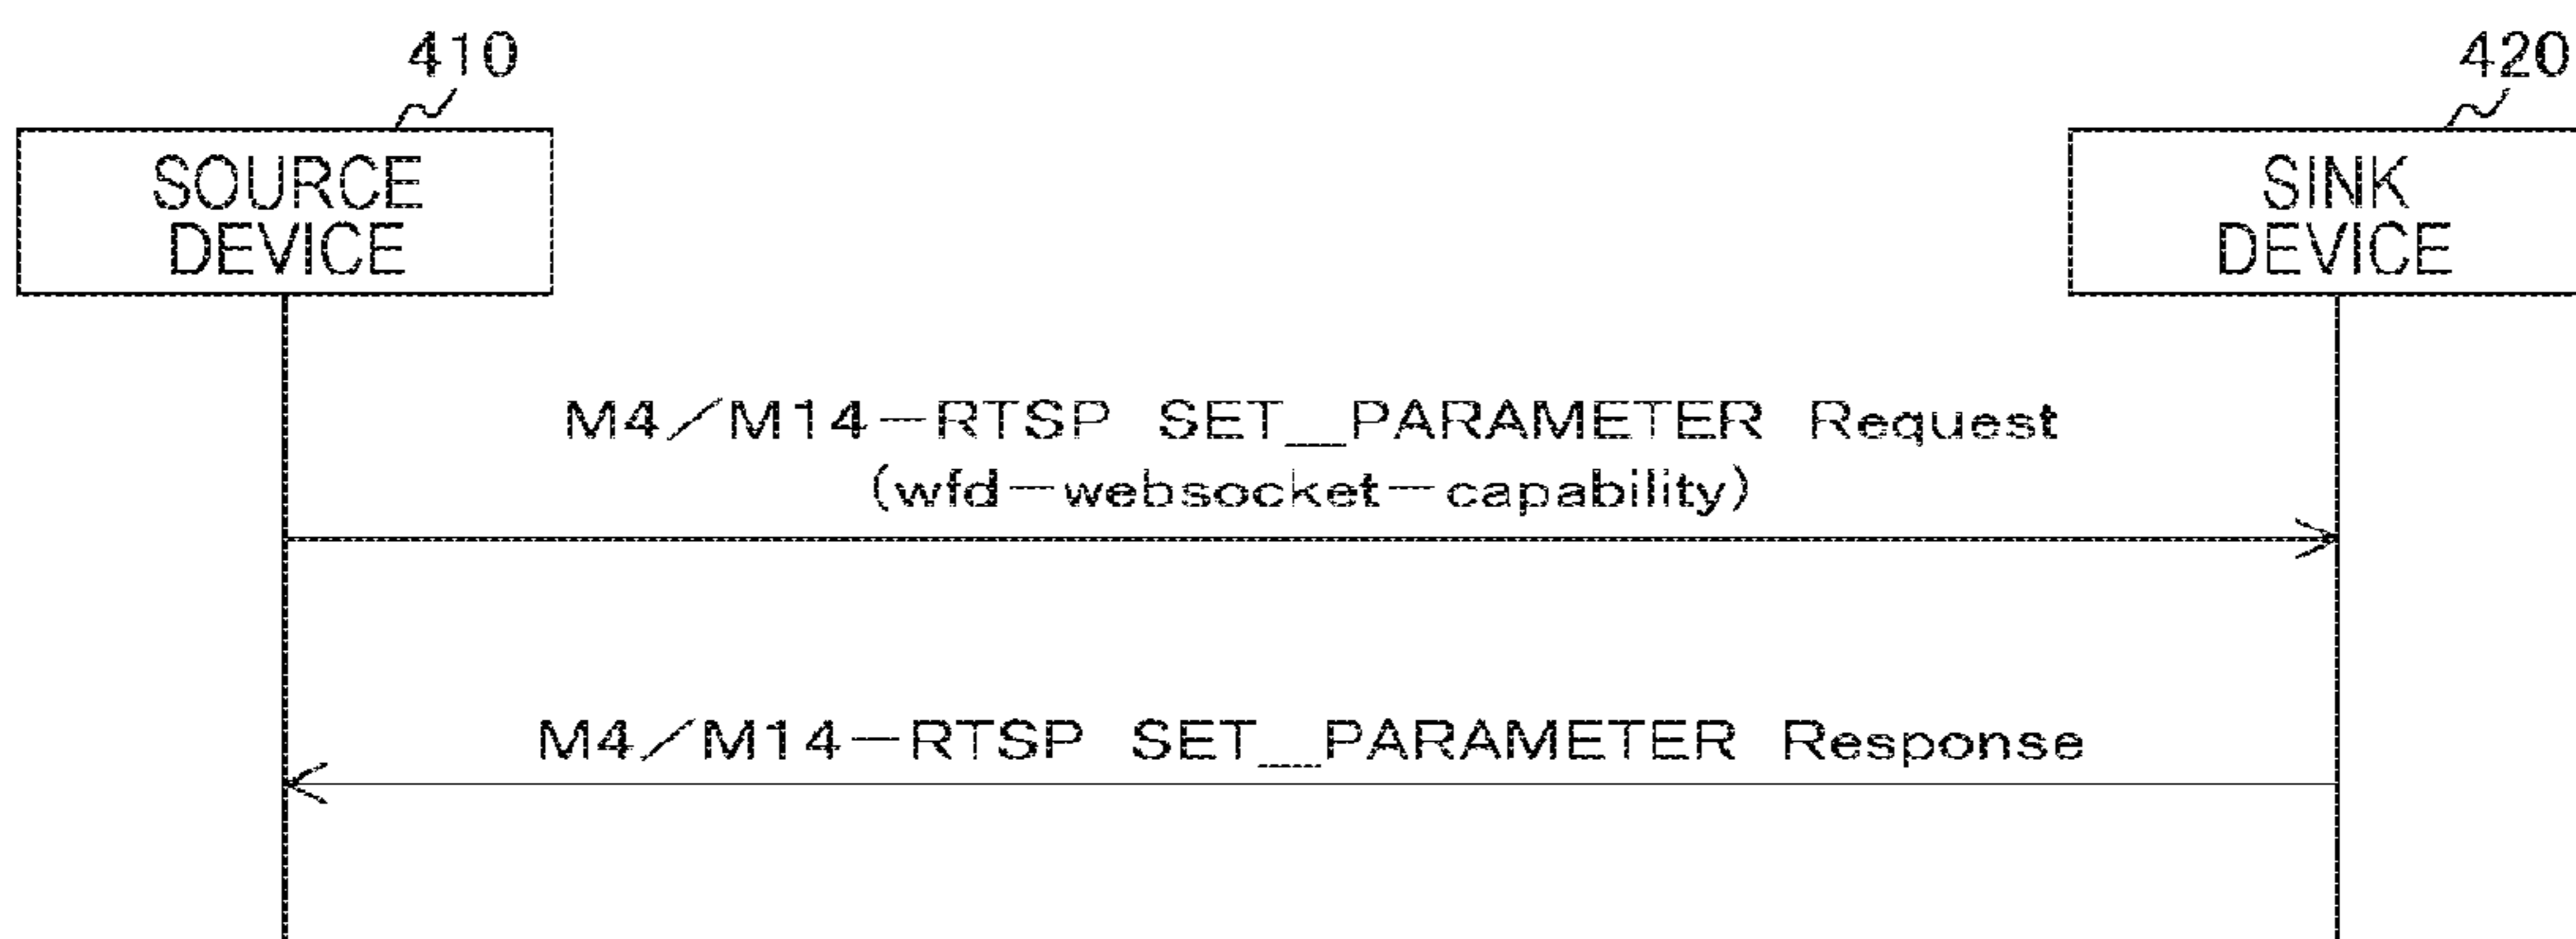 410
420
SOURCE
DEVICE
SINK
DEVICE
M4/M14-RTSP SET_PARAMETER Request
(wfd-websocket-capability)
M4/M14-RTSP SET_PARAMETER Response